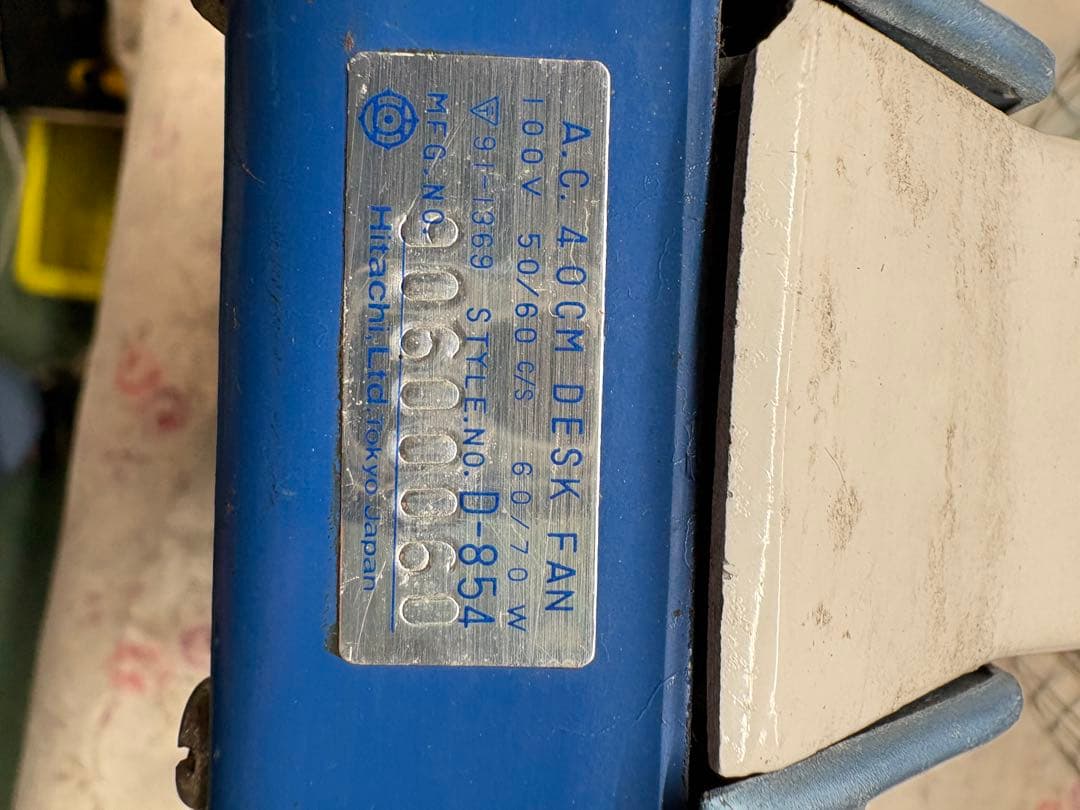 A.C. 40CM DESK FAN
100V 50/60 C/S 60/70 W
91-1369 STYLE.NO. D-854
MFG.NO. 90600060
Hitachi, Ltd. Tokyo Japan